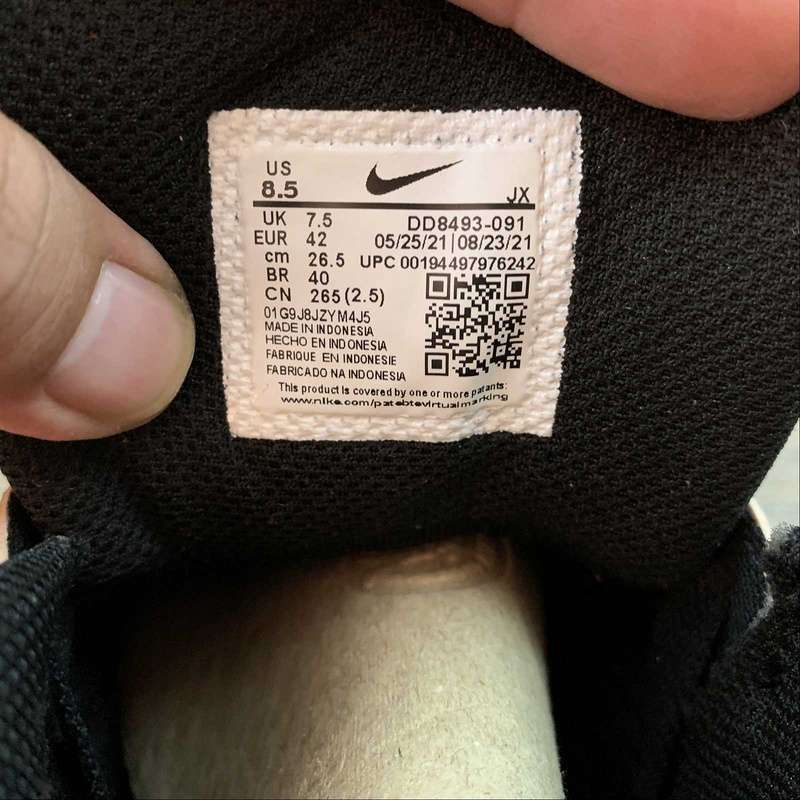 US
8.5
JX
UK 7.5 DD8493-091
EUR 42 05/25/21|08/23/21
cm 26.5 UPC 00194497976242
BR 40
CN 265 (2.5)
01G9J8JZYM4J5
MADE IN INDONESIA
HECHO EN INDONESIA
FABRIQUE EN INDONESIE
FABRICADO NA INDONESIA
This product is covered by one or more patants:
www.nike.com/patebtevirtualmarking